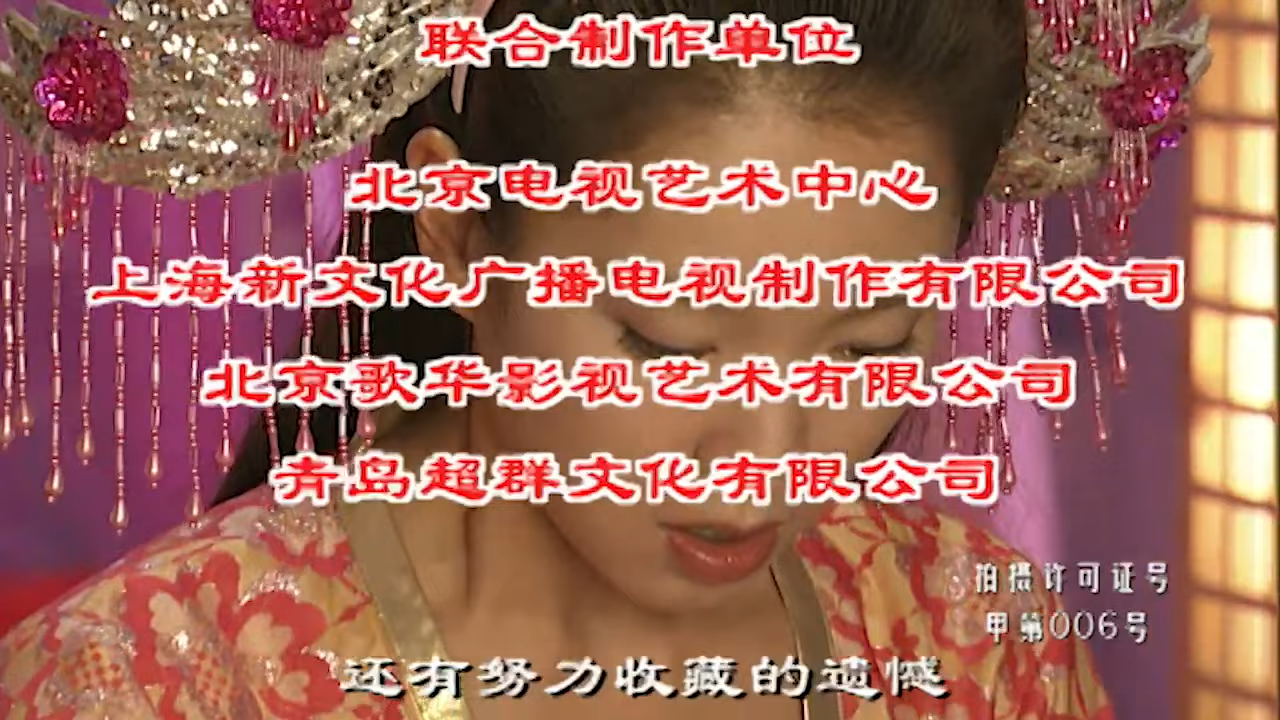 联合制作单位
北京电视艺术中心
上海新文化广播电视制作有限公司
北京歌华影视艺术有限公司
青岛超群文化有限公司
拍摄许可证号
甲第006号
还有努力收藏的遗憾